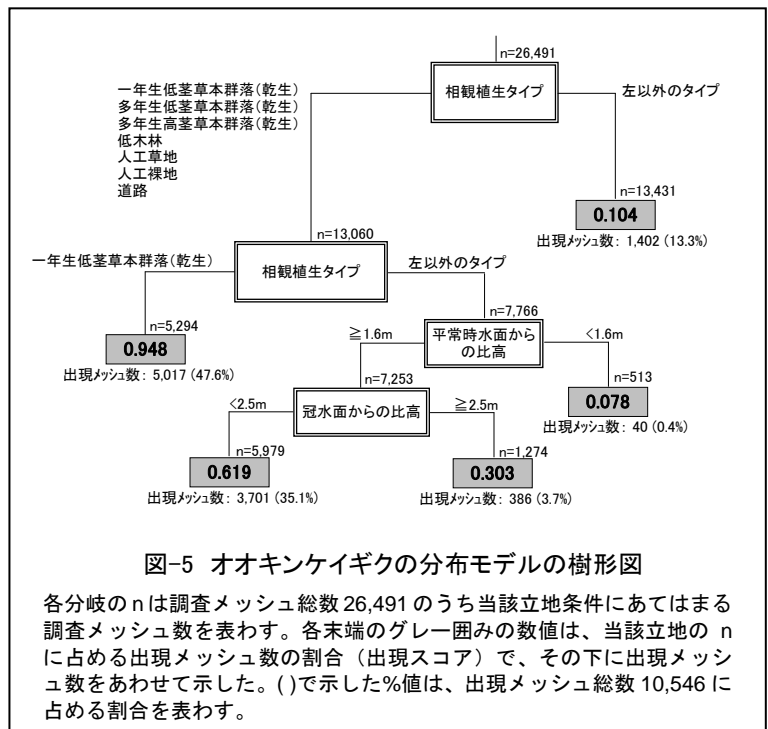 n=26,491
相観植生タイプ
一年生低茎草本群落(乾生)
多年生低茎草本群落(乾生)
多年生高茎草本群落(乾生)
低木林
人工草地
人工裸地
道路
左以外のタイプ
n=13,431
0.104
出現メッシュ数: 1,402 (13.3%)
n=13,060
一年生低茎草本群落(乾生)
相観植生タイプ
左以外のタイプ
n=5,294
0.948
出現メッシュ数: 5,017 (47.6%)
n=7,766
≧1.6m
平常時水面から
の比高
<1.6m
n=513
0.078
出現メッシュ数: 40 (0.4%)
n=7,253
<2.5m
冠水面からの比高
≧2.5m
n=5,979
0.619
出現メッシュ数: 3,701 (35.1%)
n=1,274
0.303
出現メッシュ数: 386 (3.7%)
図-5 オオキンケイギクの分布モデルの樹形図
各分岐のnは調査メッシュ総数26,491のうち当該立地条件にあてはまる
調査メッシュ数を表わす。各末端のグレー囲みの数値は、当該立地のn
に占める出現メッシュ数の割合（出現スコア）で、その下に出現メッシ
ュ数をあわせて示した。( )で示した%値は、出現メッシュ総数10,546に
占める割合を表わす。